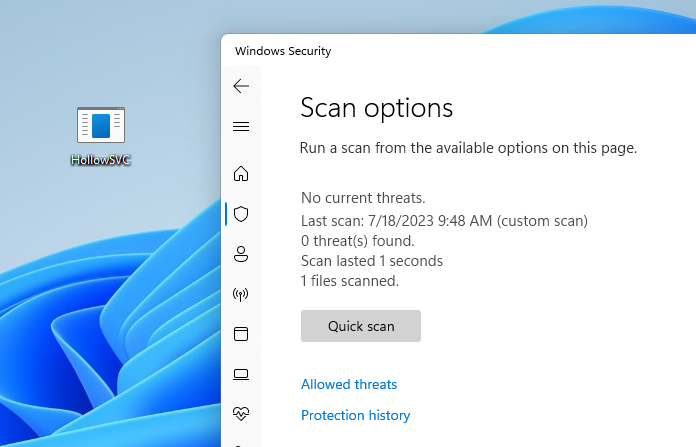 Windows Security
HollowSVC
Scan options
Run a scan from the available options on this page.
No current threats.
Last scan: 7/18/2023 9:48 AM (custom scan)
0 threat(s) found.
Scan lasted 1 seconds
1 files scanned.
Quick scan
Allowed threats
Protection history